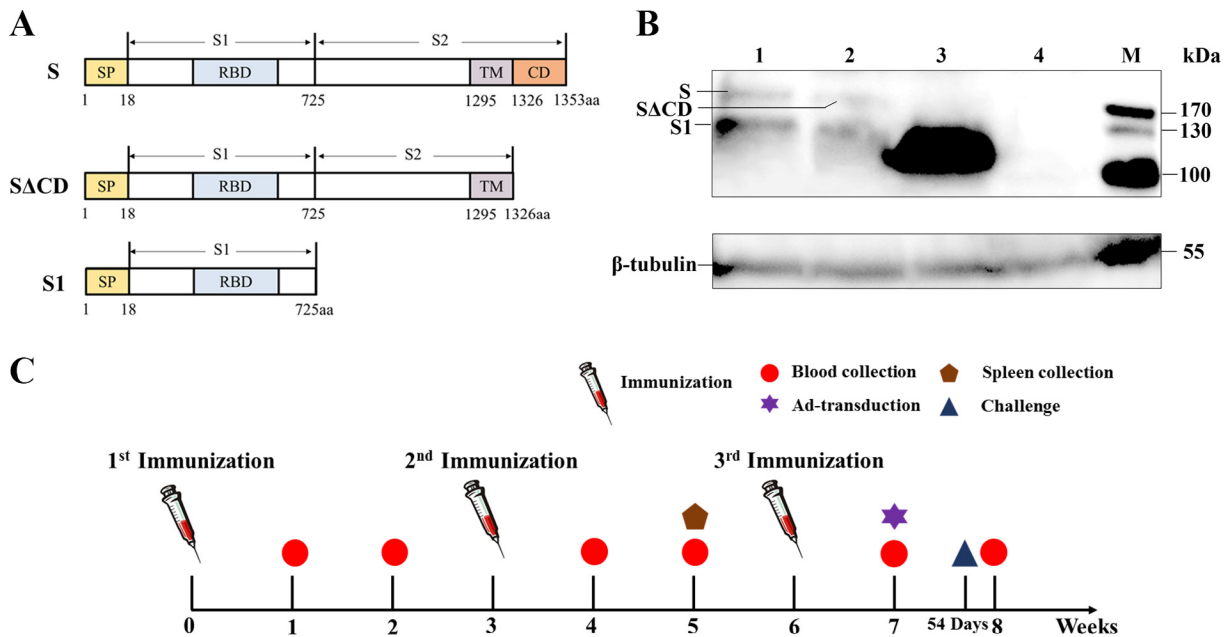 A
S1
S2
S
SP
RBD
TM
CD
1
18
725
1295
1326
1353aa
S1
S2
SΔCD
SP
RBD
TM
1
18
725
1295
1326aa
S1
S1
SP
RBD
1
18
725aa
B
1 2 3 4 M kDa
S
SΔCD
S1
170
130
100
β-tubulin
55
C
Immunization
Blood collection
Spleen collection
Ad-transduction
Challenge
1st Immunization
2nd Immunization
3rd Immunization
0 1 2 3 4 5 6 7 54 Days 8 Weeks